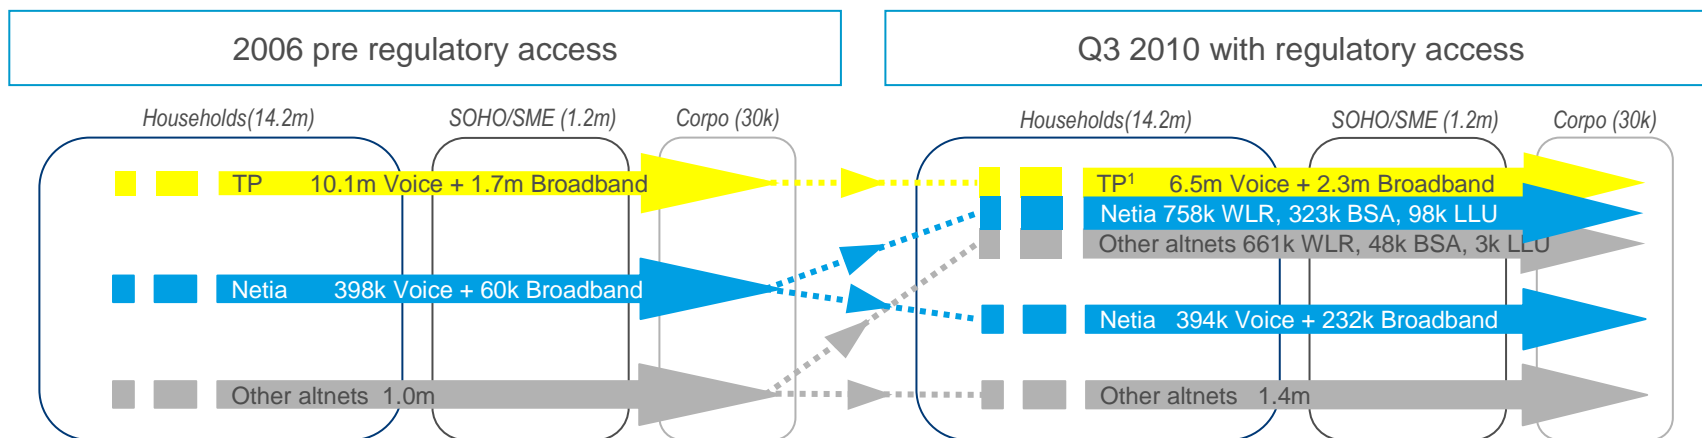 2006 pre regulatory access
Q3 2010 with regulatory access
Households(14.2m)
SOHO/SME (1.2m)
Corpo (30k)
Households(14.2m)
SOHO/SME (1.2m)
Corpo (30k)
TP 10.1m Voice + 1.7m Broadband
Netia 398k Voice + 60k Broadband
Other altnets 1.0m
TP¹ 6.5m Voice + 2.3m Broadband
Netia 758k WLR, 323k BSA, 98k LLU
Other altnets 661k WLR, 48k BSA, 3k LLU
Netia 394k Voice + 232k Broadband
Other altnets 1.4m